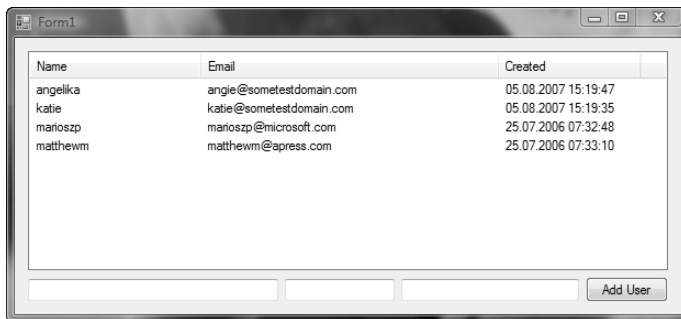 Form1
Name Email Created
angelika angie@sometestdomain.com 05.08.2007 15:19:47
katie katie@sometestdomain.com 05.08.2007 15:19:35
marioszp marioszp@microsoft.com 25.07.2006 07:32:48
matthewm matthewm@apress.com 25.07.2006 07:33:10
Add User